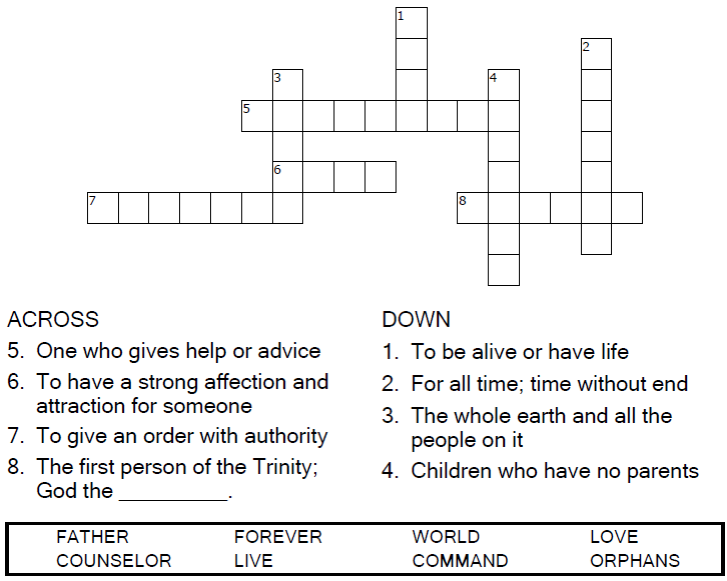 1
2
3
4
5
6
7
8
ACROSS
5. One who gives help or advice
6. To have a strong affection and
attraction for someone
7. To give an order with authority
8. The first person of the Trinity;
God the __________.
DOWN
1. To be alive or have life
2. For all time; time without end
3. The whole earth and all the
people on it
4. Children who have no parents
FATHER FOREVER WORLD LOVE
COUNSELOR LIVE COMMAND ORPHANS